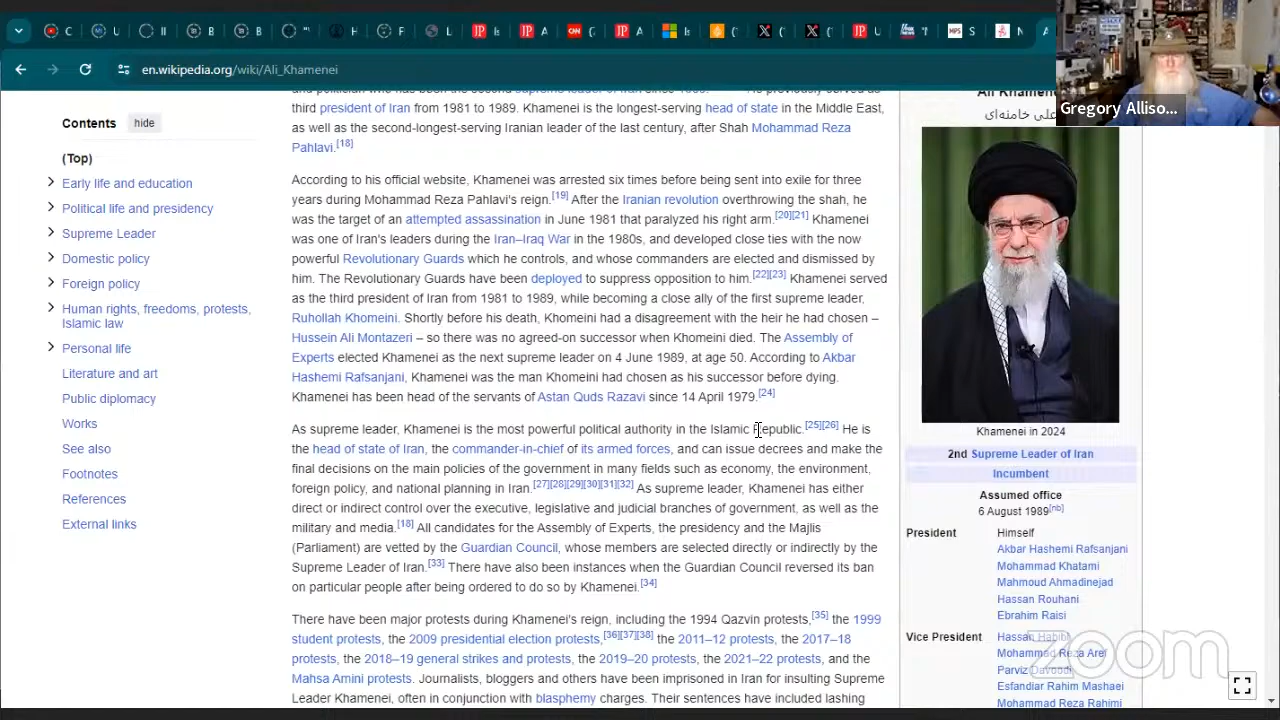 en.wikipedia.org/wiki/Ali_Khamenei
Gregory Alliso...
Contents
hide
(Top)
Early life and education
Political life and presidency
Supreme Leader
Domestic policy
Foreign policy
Human rights, freedoms, protests,
Islamic law
Personal life
Literature and art
Public diplomacy
Works
See also
Footnotes
References
External links
third president of Iran from 1981 to 1989. Khamenei is the longest-serving head of state in the Middle East,
as well as the second-longest-serving Iranian leader of the last century, after Shah Mohammad Reza
Pahlavi.[18]
According to his official website, Khamenei was arrested six times before being sent into exile for three
years during Mohammad Reza Pahlavi's reign.[19] After the Iranian revolution overthrowing the shah, he
was the target of an attempted assassination in June 1981 that paralyzed his right arm.[20][21] Khamenei
was one of Iran's leaders during the Iran–Iraq War in the 1980s, and developed close ties with the now
powerful Revolutionary Guards which he controls, and whose commanders are elected and dismissed by
him. The Revolutionary Guards have been deployed to suppress opposition to him.[22][23] Khamenei served
as the third president of Iran from 1981 to 1989, while becoming a close ally of the first supreme leader,
Ruhollah Khomeini. Shortly before his death, Khomeini had a disagreement with the heir he had chosen –
Hussein Ali Montazeri – so there was no agreed-on successor when Khomeini died. The Assembly of
Experts elected Khamenei as the next supreme leader on 4 June 1989, at age 50. According to Akbar
Hashemi Rafsanjani, Khamenei was the man Khomeini had chosen as his successor before dying.
Khamenei has been head of the servants of Astan Quds Razavi since 14 April 1979.[24]
As supreme leader, Khamenei is the most powerful political authority in the Islamic Republic.[25][26] He is
the head of state of Iran, the commander-in-chief of its armed forces, and can issue decrees and make the
final decisions on the main policies of the government in many fields such as economy, the environment,
foreign policy, and national planning in Iran.[27][28][29][30][31][32] As supreme leader, Khamenei has either
direct or indirect control over the executive, legislative and judicial branches of government, as well as the
military and media.[18] All candidates for the Assembly of Experts, the presidency and the Majlis
(Parliament) are vetted by the Guardian Council, whose members are selected directly or indirectly by the
Supreme Leader of Iran.[33] There have also been instances when the Guardian Council reversed its ban
on particular people after being ordered to do so by Khamenei.[34]
There have been major protests during Khamenei's reign, including the 1994 Qazvin protests,[35] the 1999
student protests, the 2009 presidential election protests,[36][37][38] the 2011–12 protests, the 2017–18
protests, the 2018–19 general strikes and protests, the 2019–20 protests, the 2021–22 protests, and the
Mahsa Amini protests. Journalists, bloggers and others have been imprisoned in Iran for insulting Supreme
Leader Khamenei, often in conjunction with blasphemy charges. Their sentences have included lashing
علی خامنه‌ای
Khamenei in 2024
2nd Supreme Leader of Iran
Incumbent
Assumed office
6 August 1989[nb]
President Himself
Akbar Hashemi Rafsanjani
Mohammad Khatami
Mahmoud Ahmadinejad
Hassan Rouhani
Ebrahim Raisi
Vice President Hassan Habibi
Mohammad Reza Aref
Parviz Davoodi
Esfandiar Rahim Mashaei
Mohammad Reza Rahimi
zoom